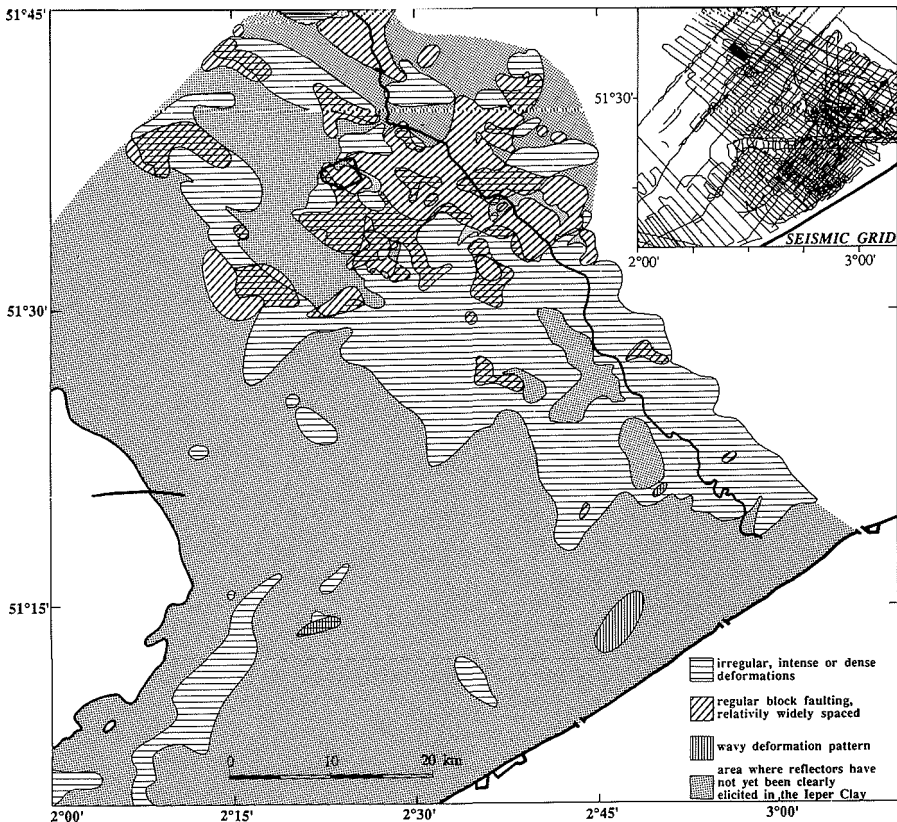 51°45'
51°30'
SEISMIC GRID
2°00' 3°00'
51°30'
51°15'
irregular, intense or dense
deformations
regular block faulting,
relativily widely spaced
wavy deformation pattern
area where reflectors have
not yet been clearly
elicited in the Ieper Clay
0 10 20 km
2°00' 2°15' 2°30' 2°45' 3°00'